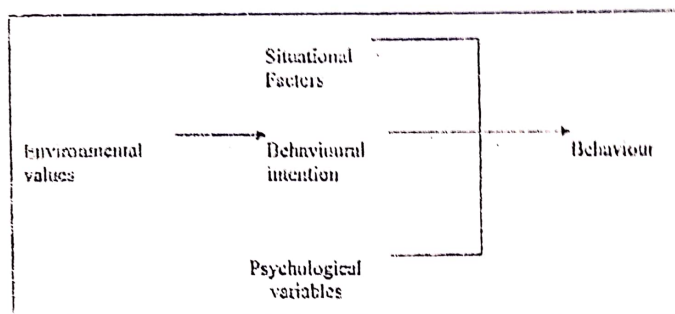 Situational
Factors
Environmental
values
Behavioural
intention
Behaviour
Psychological
variables